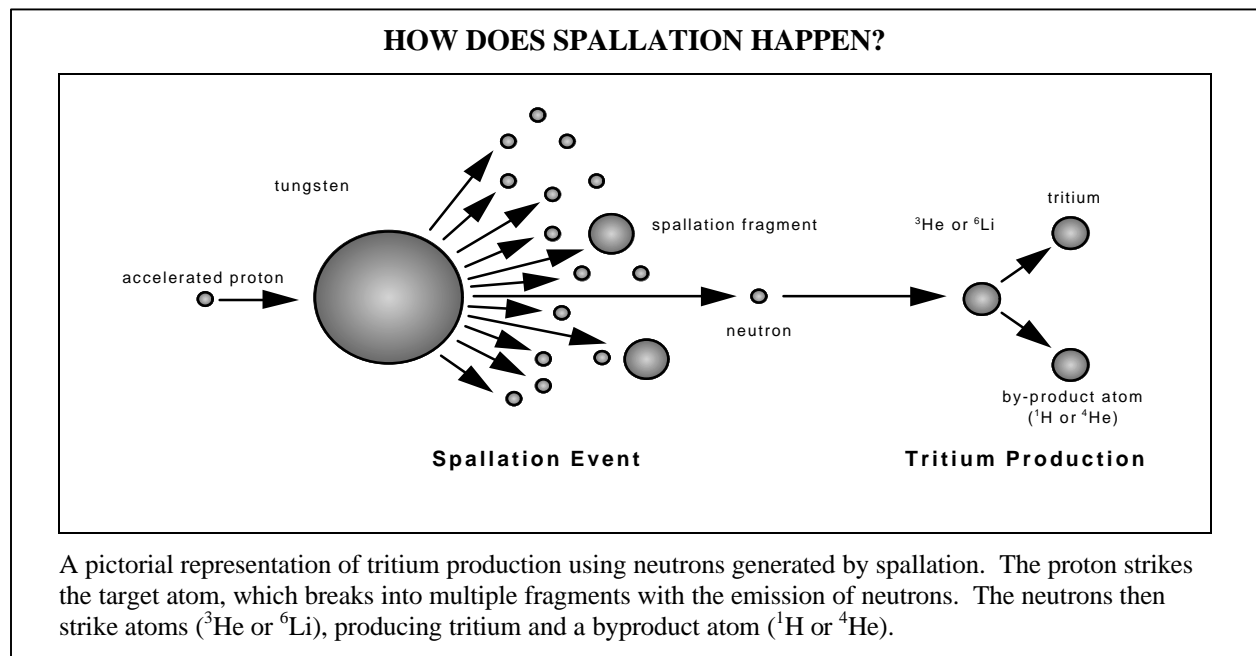 HOW DOES SPALLATION HAPPEN?
tungsten
tritium
spallation fragment
³He or ⁶Li
accelerated proton
neutron
by-product atom
(¹H or ⁴He)
Spallation Event
Tritium Production
A pictorial representation of tritium production using neutrons generated by spallation. The proton strikes
the target atom, which breaks into multiple fragments with the emission of neutrons. The neutrons then
strike atoms (³He or ⁶Li), producing tritium and a byproduct atom (¹H or ⁴He).